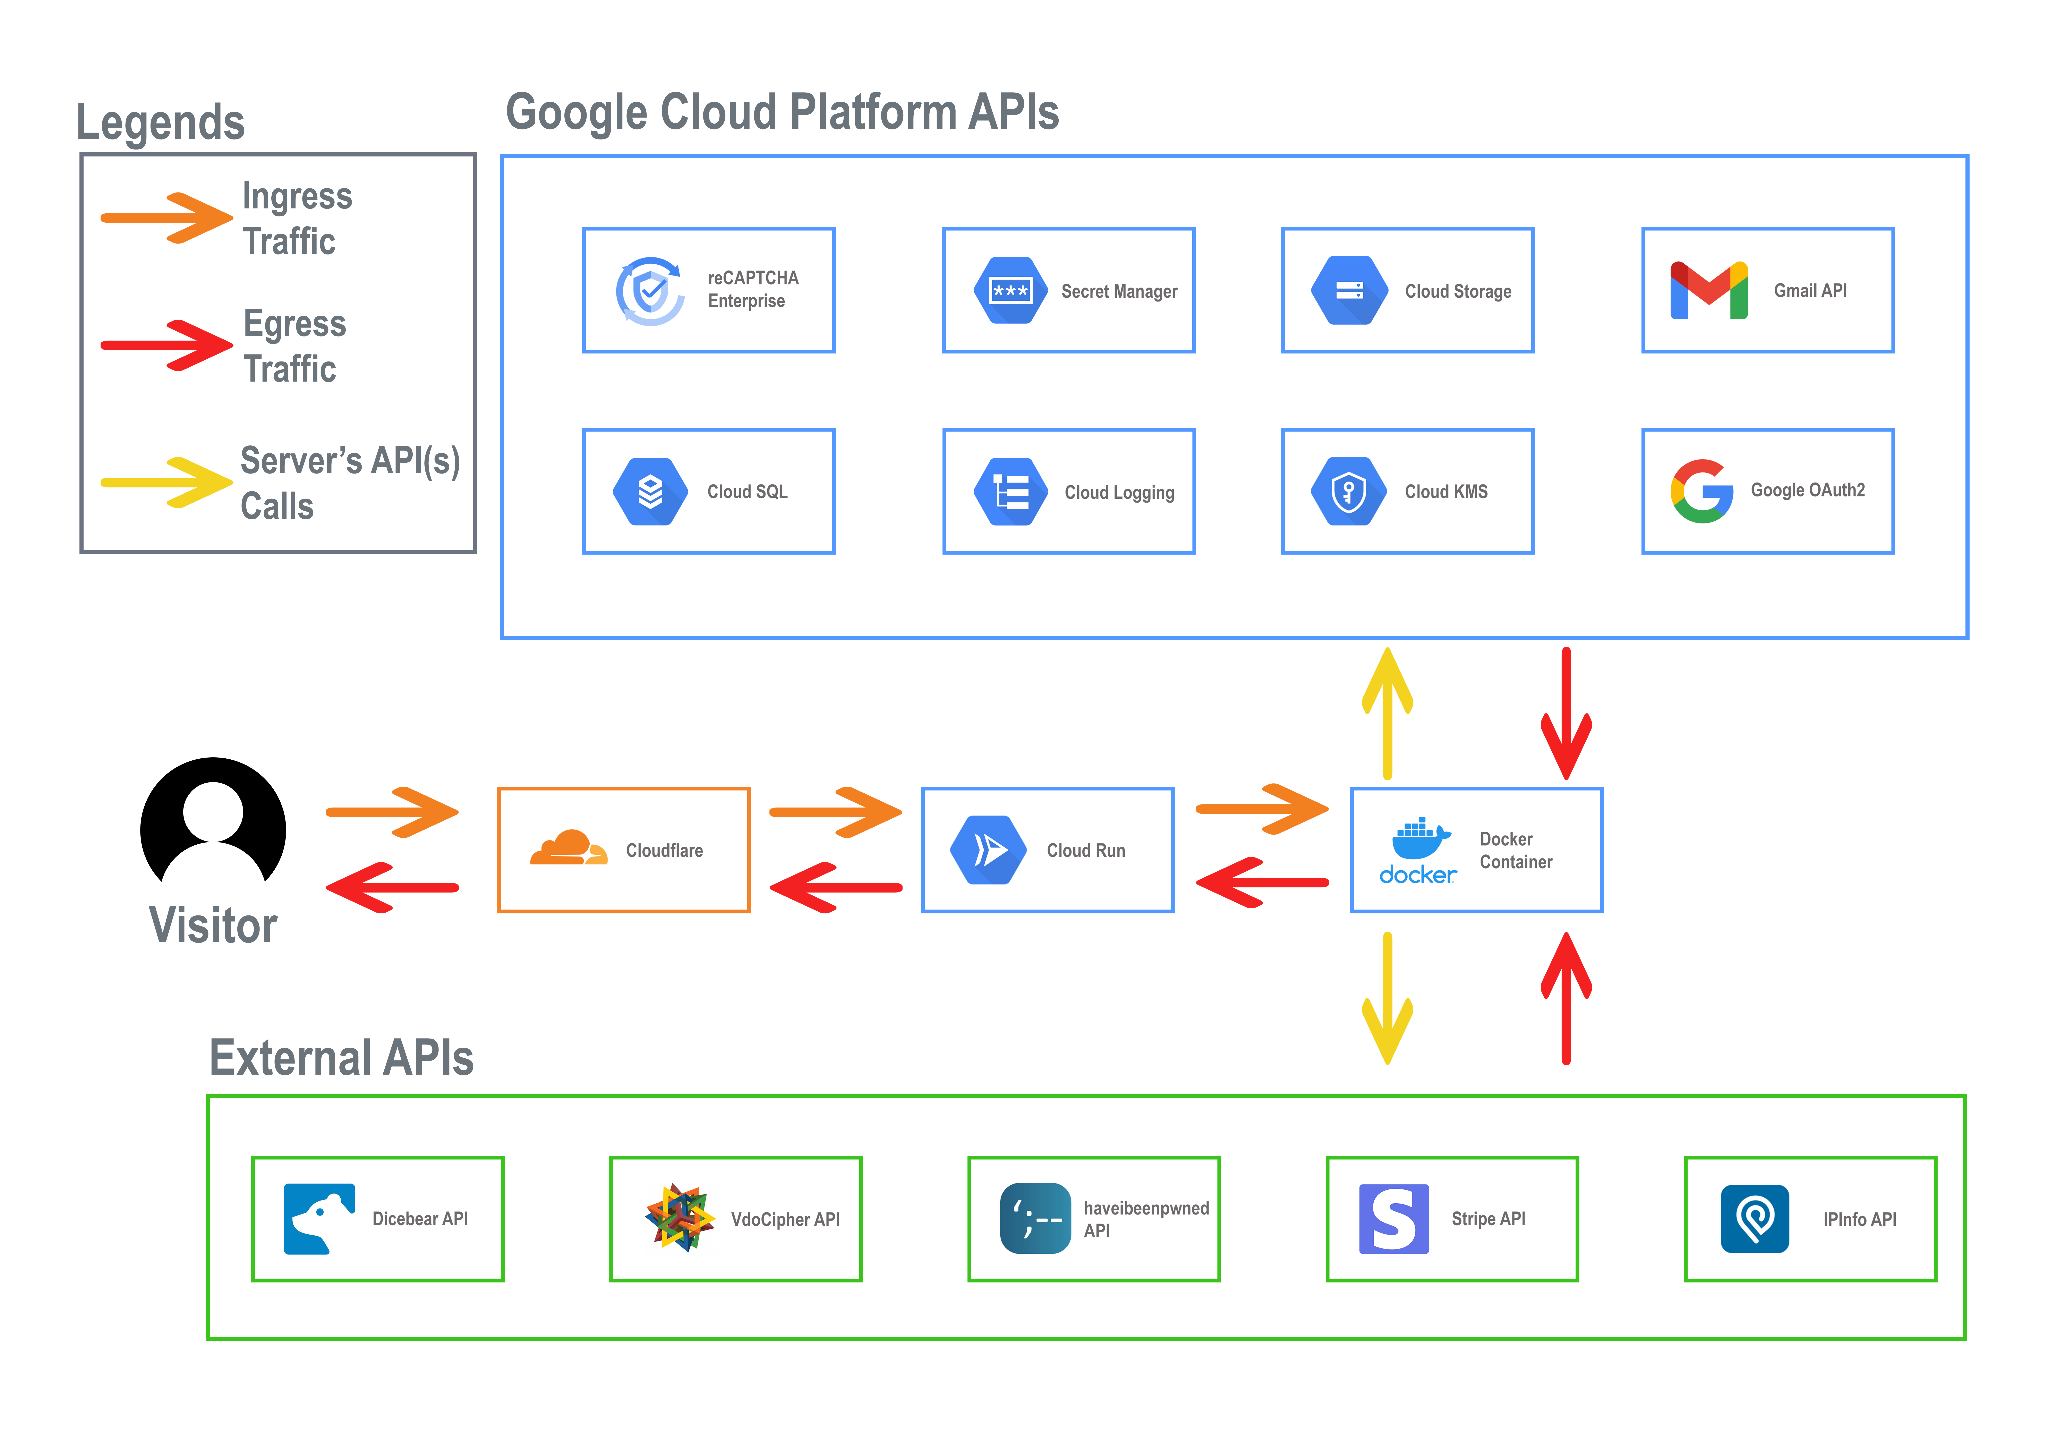 Legends
Ingress
Traffic
Egress
Traffic
Server’s API(s)
Calls
Google Cloud Platform APIs
reCAPTCHA
Enterprise
***
Secret Manager
Cloud Storage
Gmail API
Cloud SQL
Cloud Logging
Cloud KMS
Google OAuth2
Visitor
Cloudflare
Cloud Run
docker
Docker
Container
External APIs
Dicebear API
VdoCipher API
';--
haveibeenpwned
API
S
Stripe API
IPInfo API